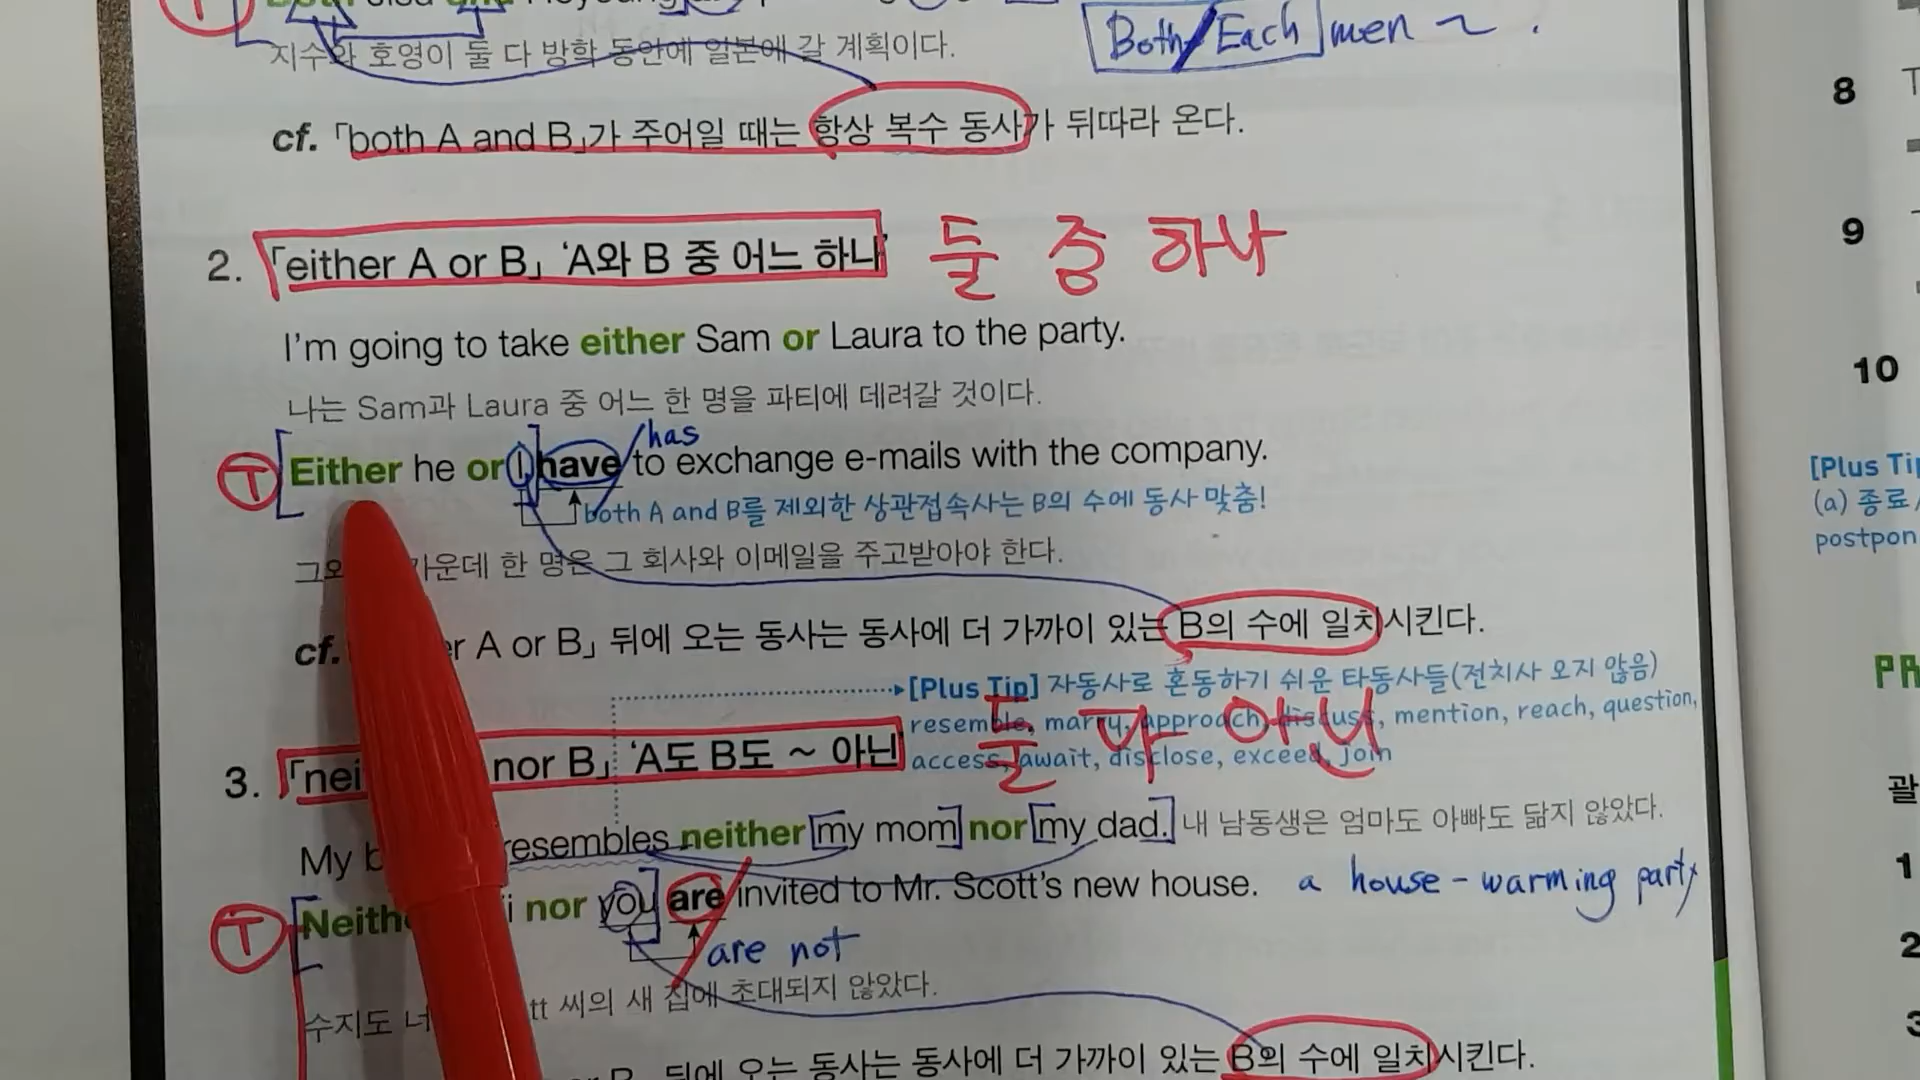 지수와 호영이 둘 다 방학 동안에 일본에 갈 계획이다.
Both/Each men ~ .
cf. 「both A and B」가 주어일 때는 항상 복수 동사가 뒤따라 온다.
2. 「either A or B」 ‘A와 B 중 어느 하나’ 둘 중 하나
I’m going to take either Sam or Laura to the party.
나는 Sam과 Laura 중 어느 한 명을 파티에 데려갈 것이다.
has
T Either he or I have to exchange e-mails with the company.
both A and B를 제외한 상관접속사는 B의 수에 동사 맞춤!
가운데 한 명은 그 회사와 이메일을 주고받아야 한다.
cf. A or B」 뒤에 오는 동사는 동사에 더 가까이 있는 B의 수에 일치시킨다.
[Plus Tip] 자동사로 혼동하기 쉬운 타동사들(전치사 오지 않음)
resemble, marry, approach, discuss, mention, reach, question,
access, await, disclose, exceed, join
둘 다 아닌
3. nor B」 ‘A도 B도 ~ 아닌’
My resembles neither my mom nor my dad. 내 남동생은 엄마도 아빠도 닮지 않았다.
T nor you are invited to Mr. Scott’s new house. a house-warming party
are not
수지도 씨의 새 집에 초대되지 않았다.
뒤에 오는 동사는 동사에 더 가까이 있는 B의 수에 일치시킨다.
8
9
10
[Plus
(a)
1
2